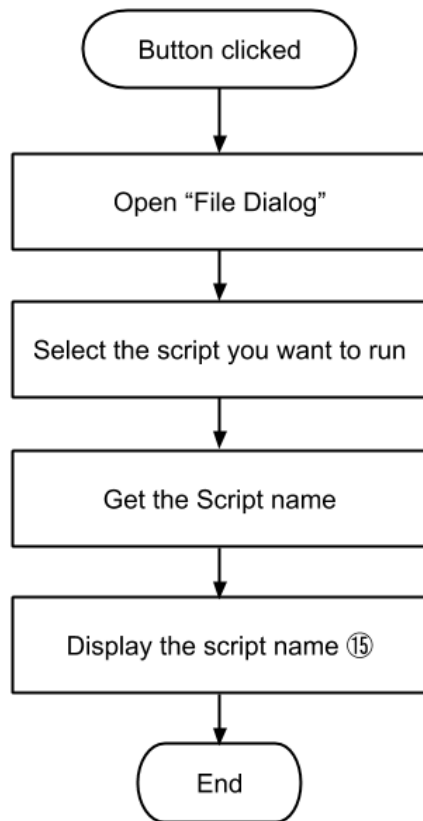 Button clicked
Open “File Dialog”
Select the script you want to run
Get the Script name
Display the script name ⑮
End